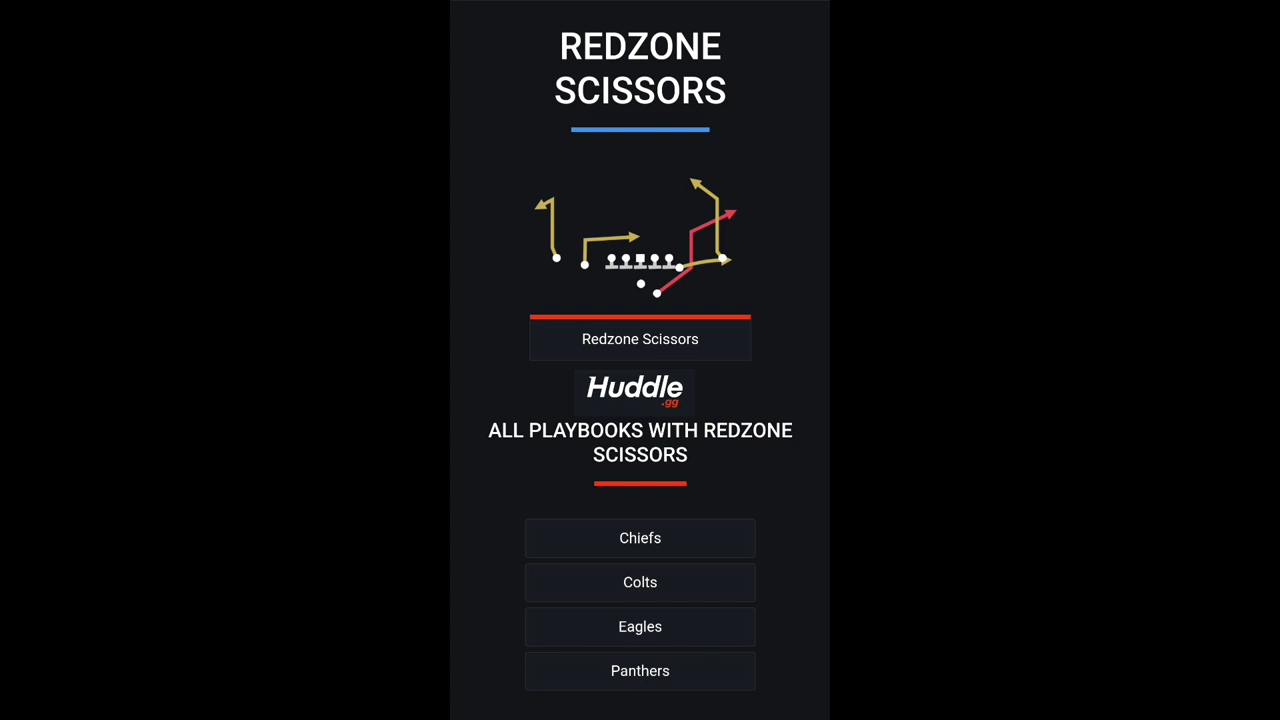 REDZONE
SCISSORS
Redzone Scissors
Huddle
.gg
ALL PLAYBOOKS WITH REDZONE
SCISSORS
Chiefs
Colts
Eagles
Panthers